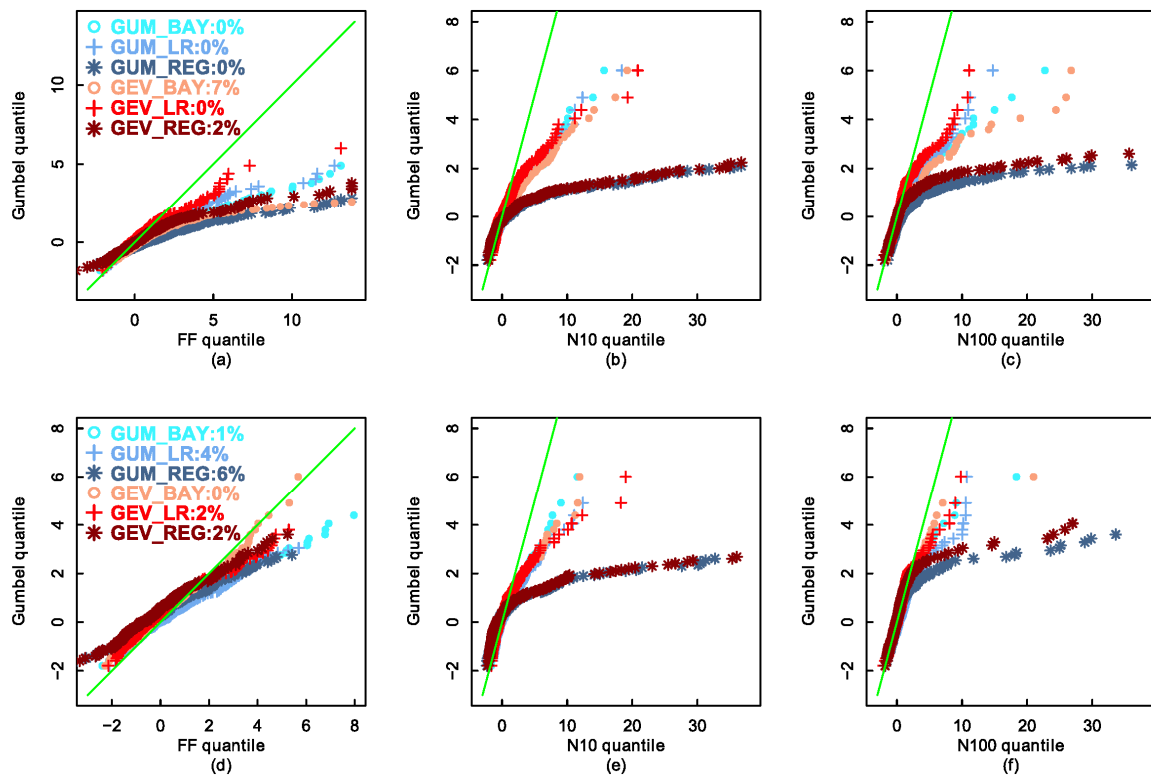 GUM_BAY:0%
GUM_LR:0%
GUM_REG:0%
GEV_BAY:7%
GEV_LR:0%
GEV_REG:2%
Gumbel quantile
0 5 10
0 5 10
FF quantile
(a)
Gumbel quantile
−2 0 2 4 6 8
0 10 20 30
N10 quantile
(b)
Gumbel quantile
−2 0 2 4 6 8
0 10 20 30
N100 quantile
(c)
GUM_BAY:1%
GUM_LR:4%
GUM_REG:6%
GEV_BAY:0%
GEV_LR:2%
GEV_REG:2%
Gumbel quantile
−2 0 2 4 6 8
−2 0 2 4 6 8
FF quantile
(d)
Gumbel quantile
−2 0 2 4 6 8
0 10 20 30
N10 quantile
(e)
Gumbel quantile
−2 0 2 4 6 8
0 10 20 30
N100 quantile
(f)